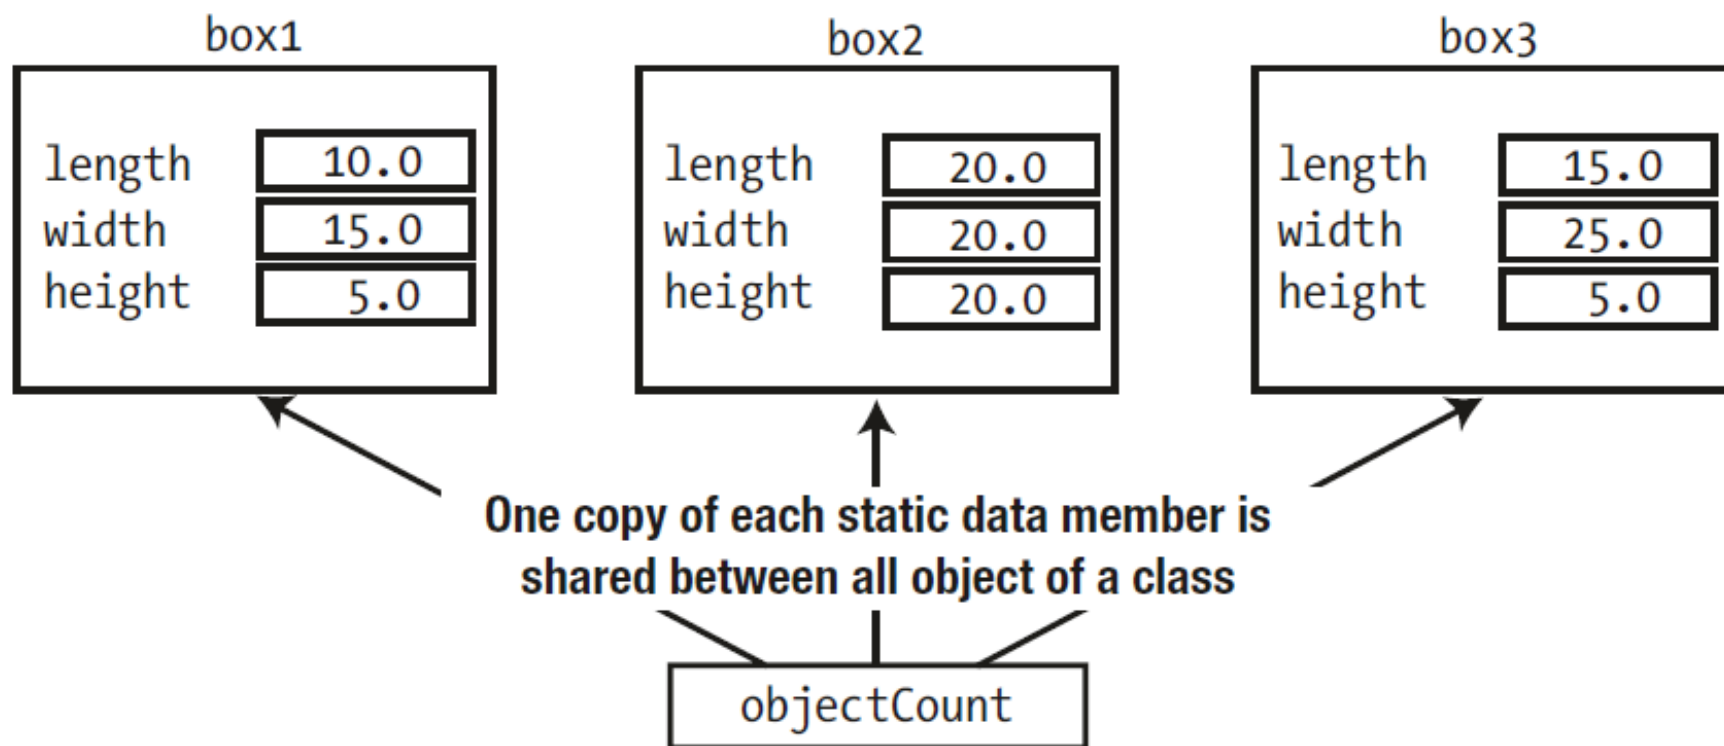 box1
length 10.0
width 15.0
height 5.0
box2
length 20.0
width 20.0
height 20.0
box3
length 15.0
width 25.0
height 5.0
One copy of each static data member is
shared between all object of a class
objectCount